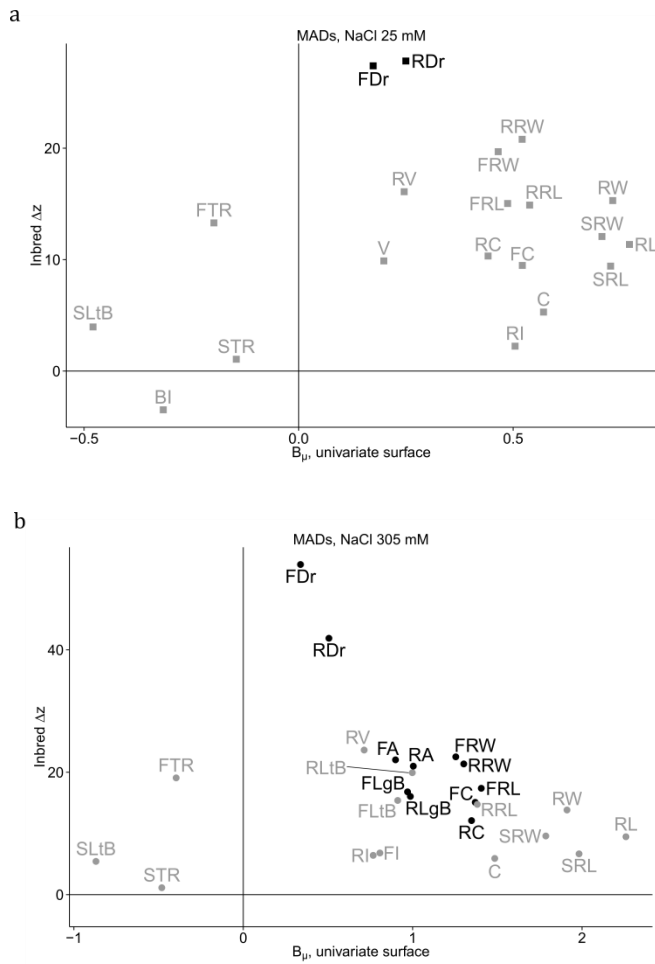 a
MADs, NaCl 25 mM
FDr
RDr
RRW
FRW
RV
RW
FTR
FRL
RRL
SRW
V
RC
FC
RL
SRL
SLtB
C
STR
RI
BI
20
10
0
Inbred Δz
-0.5
0.0
0.5
Bμ, univariate surface
b
MADs, NaCl 305 mM
FDr
RDr
RV
FA
RA
FRW
RRW
FTR
RLtB
FLgB
FRL
FC
RLgB
RRL
RW
FLtB
RC
SRW
RL
SLtB
RI
FI
C
SRL
STR
40
20
0
Inbred Δz
-1
0
1
2
Bμ, univariate surface